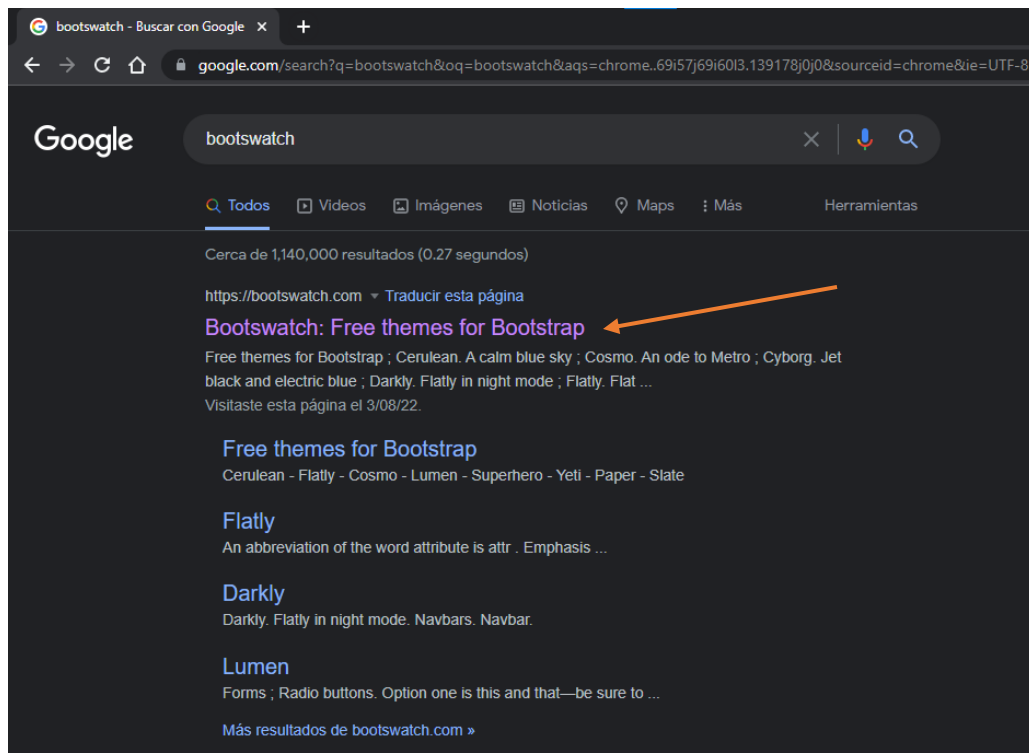 bootswatch - Buscar con Google
google.com/search?q=bootswatch&oq=bootswatch&aqs=chrome..69i57j69i60l3.139178j0j0&sourceid=chrome&ie=UTF-8
Google
bootswatch
Todos Videos Imágenes Noticias Maps Más Herramientas
Cerca de 1,140,000 resultados (0.27 segundos)
https://bootswatch.com Traducir esta página
Bootswatch: Free themes for Bootstrap
Free themes for Bootstrap ; Cerulean. A calm blue sky ; Cosmo. An ode to Metro ; Cyborg. Jet
black and electric blue ; Darkly. Flatly in night mode ; Flatly. Flat ...
Visitaste esta página el 3/08/22.
Free themes for Bootstrap
Cerulean - Flatly - Cosmo - Lumen - Superhero - Yeti - Paper - Slate
Flatly
An abbreviation of the word attribute is attr . Emphasis ...
Darkly
Darkly. Flatly in night mode. Navbars. Navbar.
Lumen
Forms ; Radio buttons. Option one is this and that—be sure to ...
Más resultados de bootswatch.com »